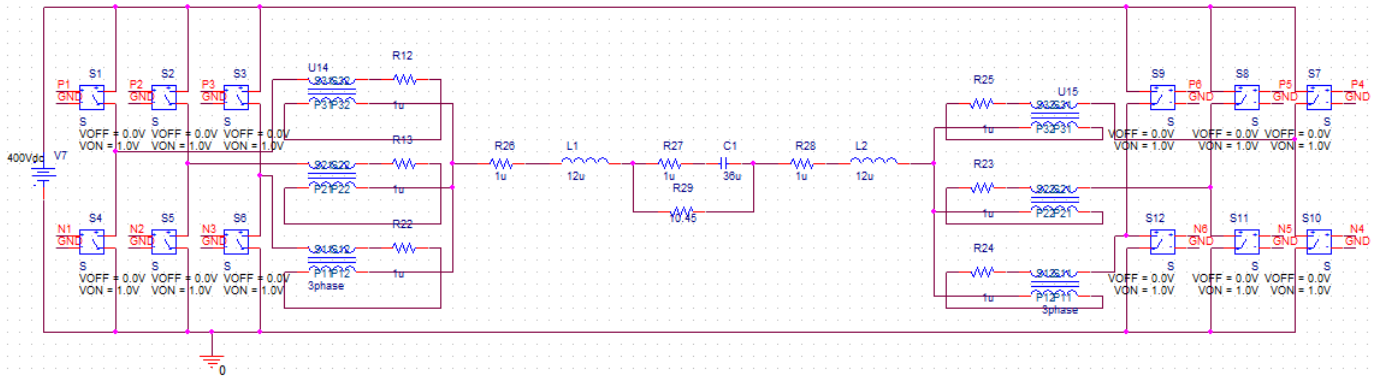 U14
R12
1u
P31P32
R13
1u
P21P22
R22
1u
P11P12
3phase
S1
S2
S3
P1
GND
P2
GND
P3
GND
S
S
S
VOFF = 0.0V
VOFF = 0.0V
VOFF = 0.0V
VON = 1.0V
VON = 1.0V
VON = 1.0V
400Vdc
V7
S4
S5
S6
N1
GND
N2
GND
N3
GND
S
S
S
VOFF = 0.0V
VOFF = 0.0V
VOFF = 0.0V
VON = 1.0V
VON = 1.0V
VON = 1.0V
0
R26
1u
L1
12u
R27
1u
C1
36u
R29
10.45
R28
1u
L2
12u
R25
1u
U15
P32P31
R23
1u
P22P21
R24
1u
P12P11
3phase
S9
S8
S7
P6
GND
P5
GND
P4
GND
S
S
S
VOFF = 0.0V
VOFF = 0.0V
VOFF = 0.0V
VON = 1.0V
VON = 1.0V
VON = 1.0V
S12
S11
S10
N6
GND
N5
GND
N4
GND
S
S
S
VOFF = 0.0V
VOFF = 0.0V
VOFF = 0.0V
VON = 1.0V
VON = 1.0V
VON = 1.0V